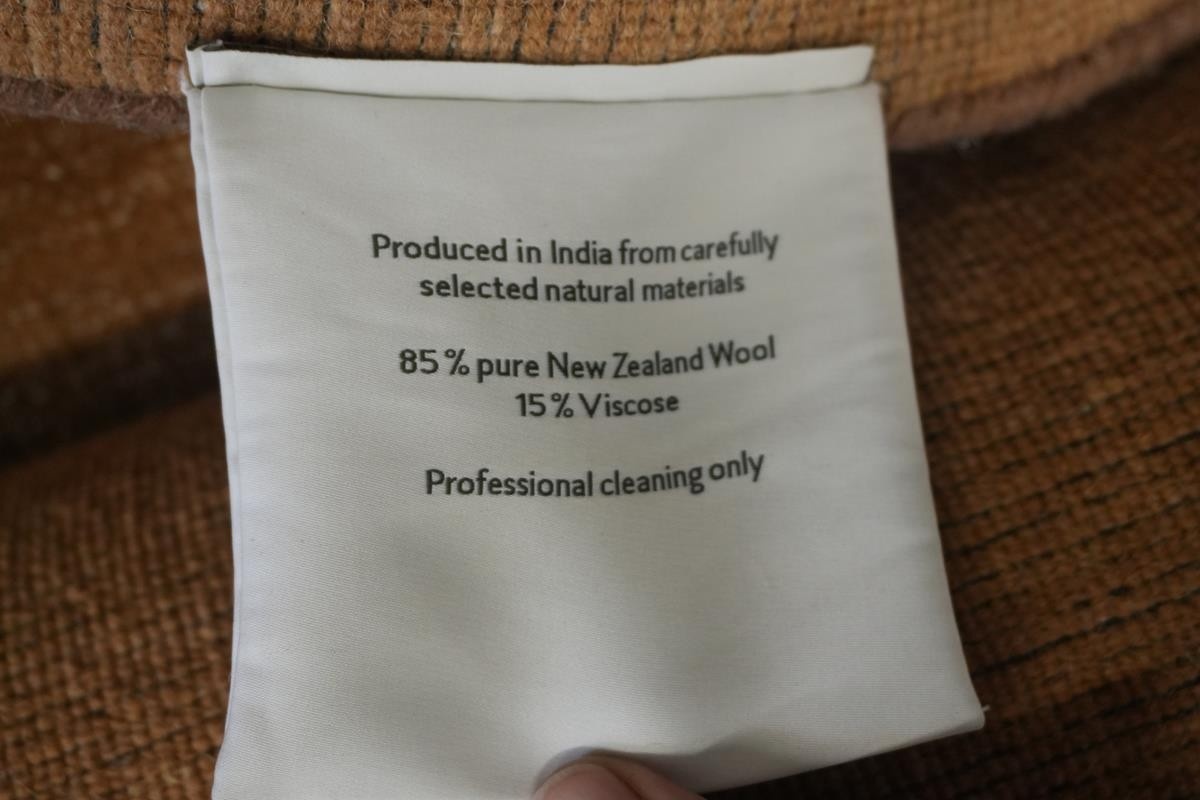 Produced in India from carefully
selected natural materials
85% pure New Zealand Wool
15% Viscose
Professional cleaning only